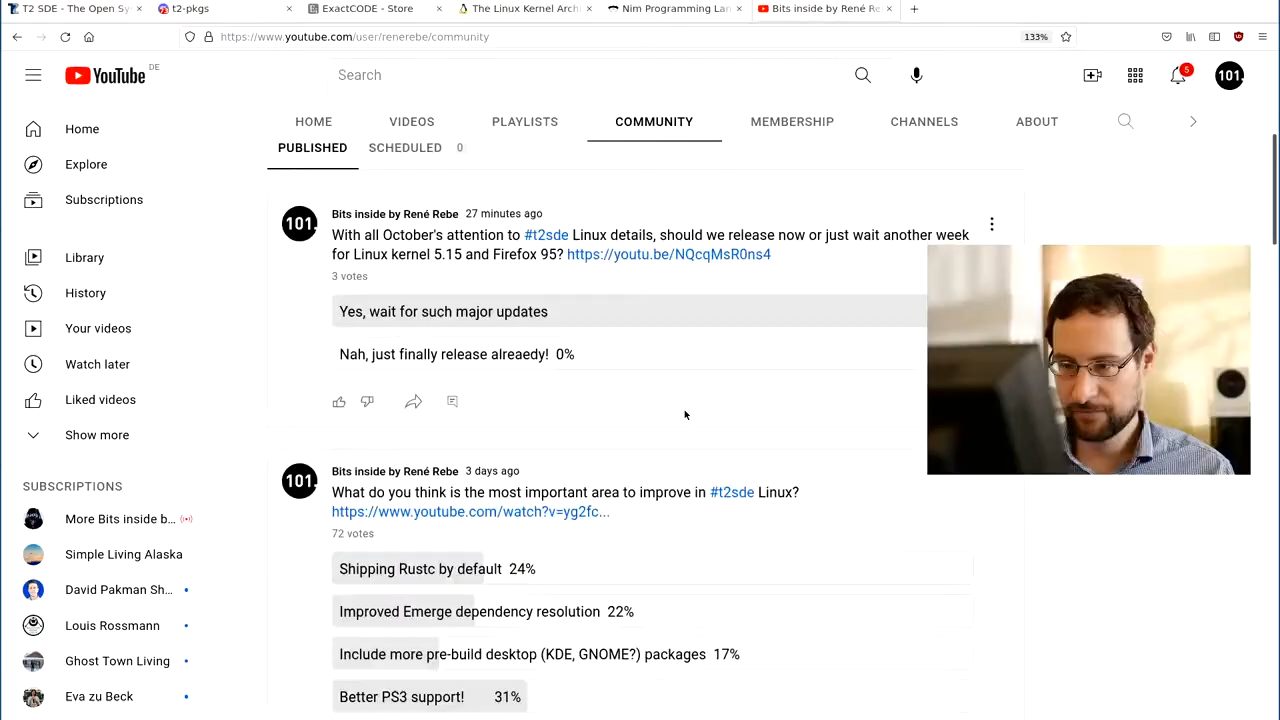 T2 SDE - The Open Sy
t2-pkgs
ExactCODE - Store
The Linux Kernel Arch
Nim Programming Lan
Bits inside by René Re
https://www.youtube.com/user/renerebe/community
133%
YouTube DE
Search
5
101.
Home
Explore
Subscriptions
Library
History
Your videos
Watch later
Liked videos
Show more
SUBSCRIPTIONS
More Bits inside b...
Simple Living Alaska
David Pakman Sh...
Louis Rossmann
Ghost Town Living
Eva zu Beck
HOME VIDEOS PLAYLISTS COMMUNITY MEMBERSHIP CHANNELS ABOUT
PUBLISHED SCHEDULED 0
101.
Bits inside by René Rebe 27 minutes ago
With all October's attention to #t2sde Linux details, should we release now or just wait another week
for Linux kernel 5.15 and Firefox 95? https://youtu.be/NQcqMsR0ns4
3 votes
Yes, wait for such major updates
Nah, just finally release alreaedy! 0%
101.
Bits inside by René Rebe 3 days ago
What do you think is the most important area to improve in #t2sde Linux?
https://www.youtube.com/watch?v=yg2fc...
72 votes
Shipping Rustc by default 24%
Improved Emerge dependency resolution 22%
Include more pre-build desktop (KDE, GNOME?) packages 17%
Better PS3 support! 31%